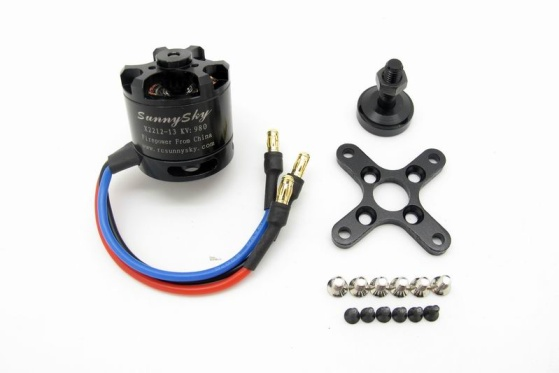 SunnySky
X2212-13 KV: 980
Firepower From China
www.rcsunnysky.com